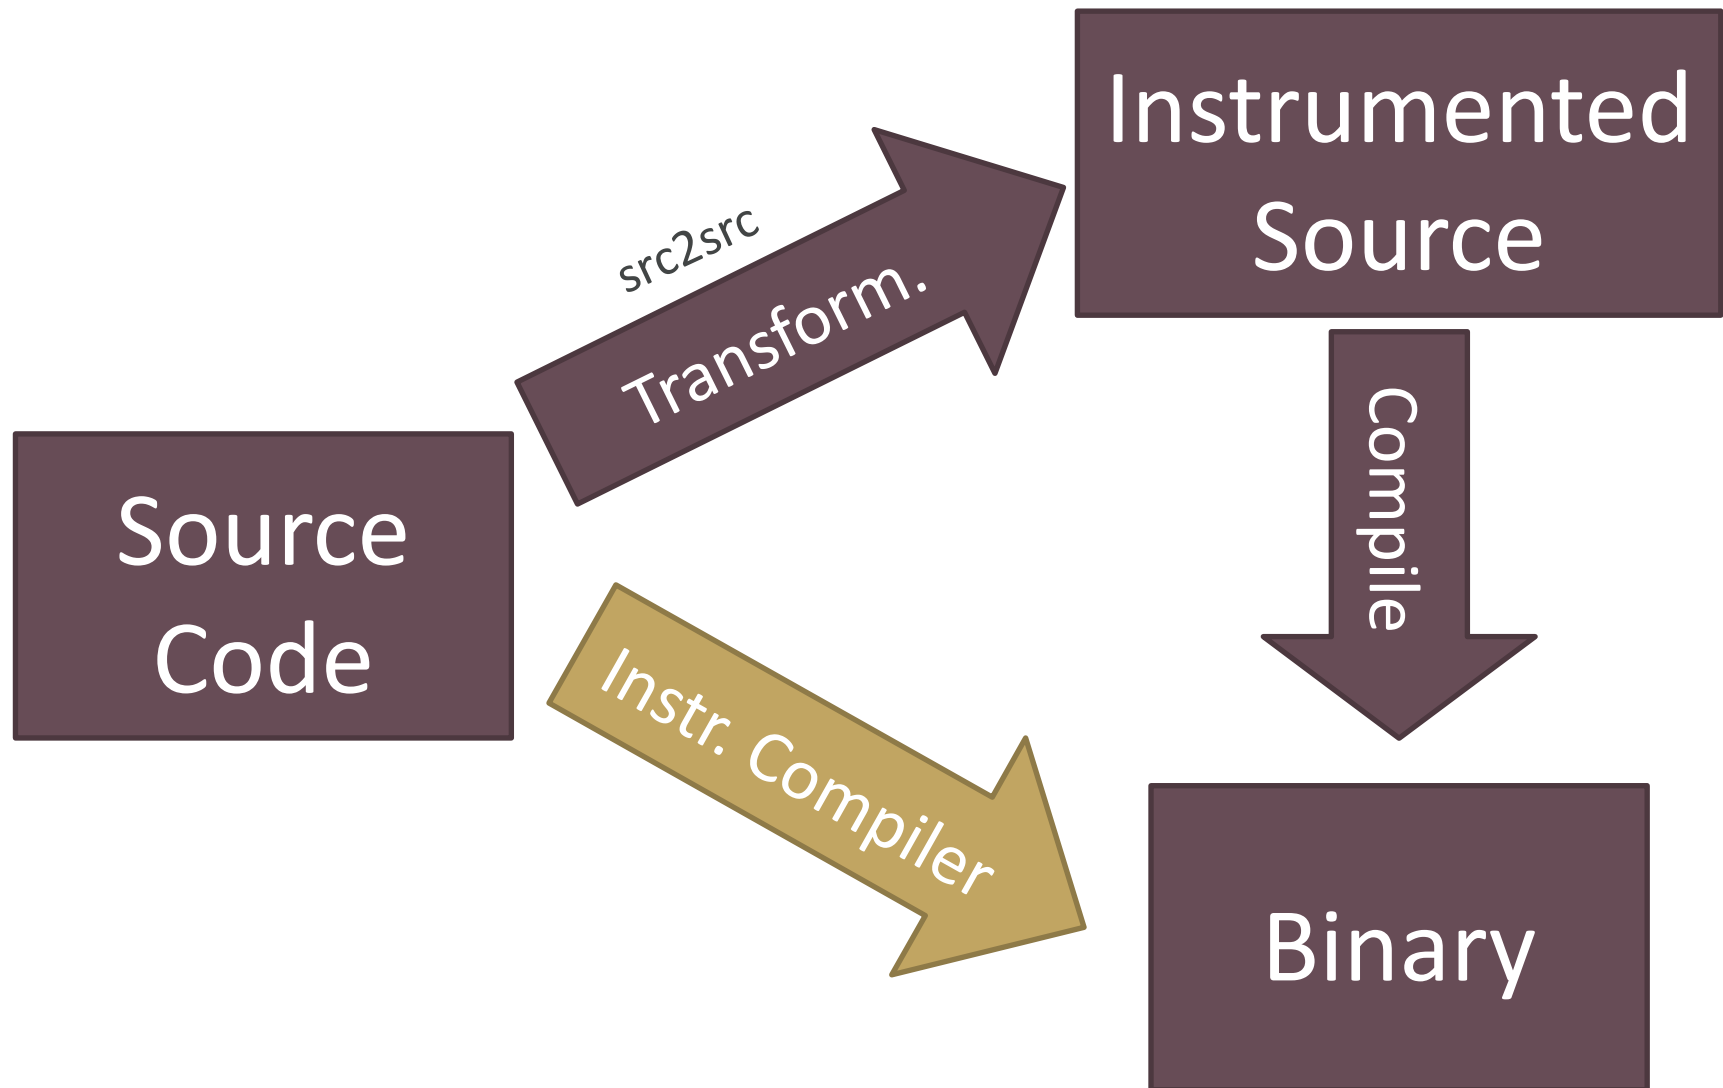 Instrumented
Source
src2src
Transform.
Compile
Source
Code
Instr. Compiler
Binary